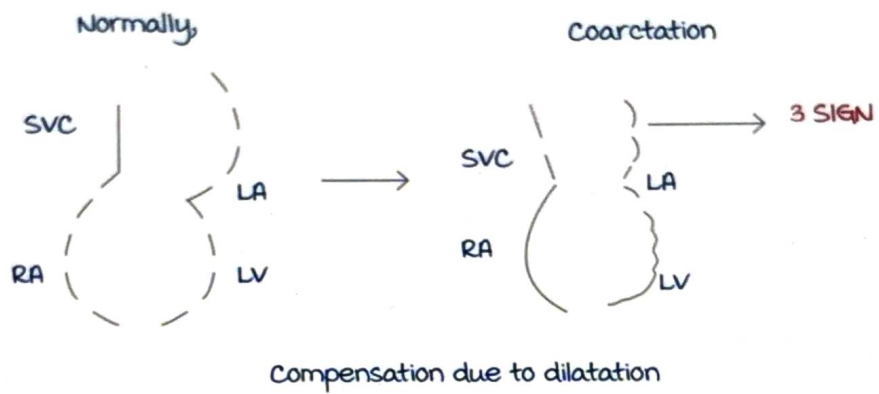 Normally,
SVC
LA
RA
LV
Coarctation
3 SIGN
SVC
LA
RA
LV
Compensation due to dilatation